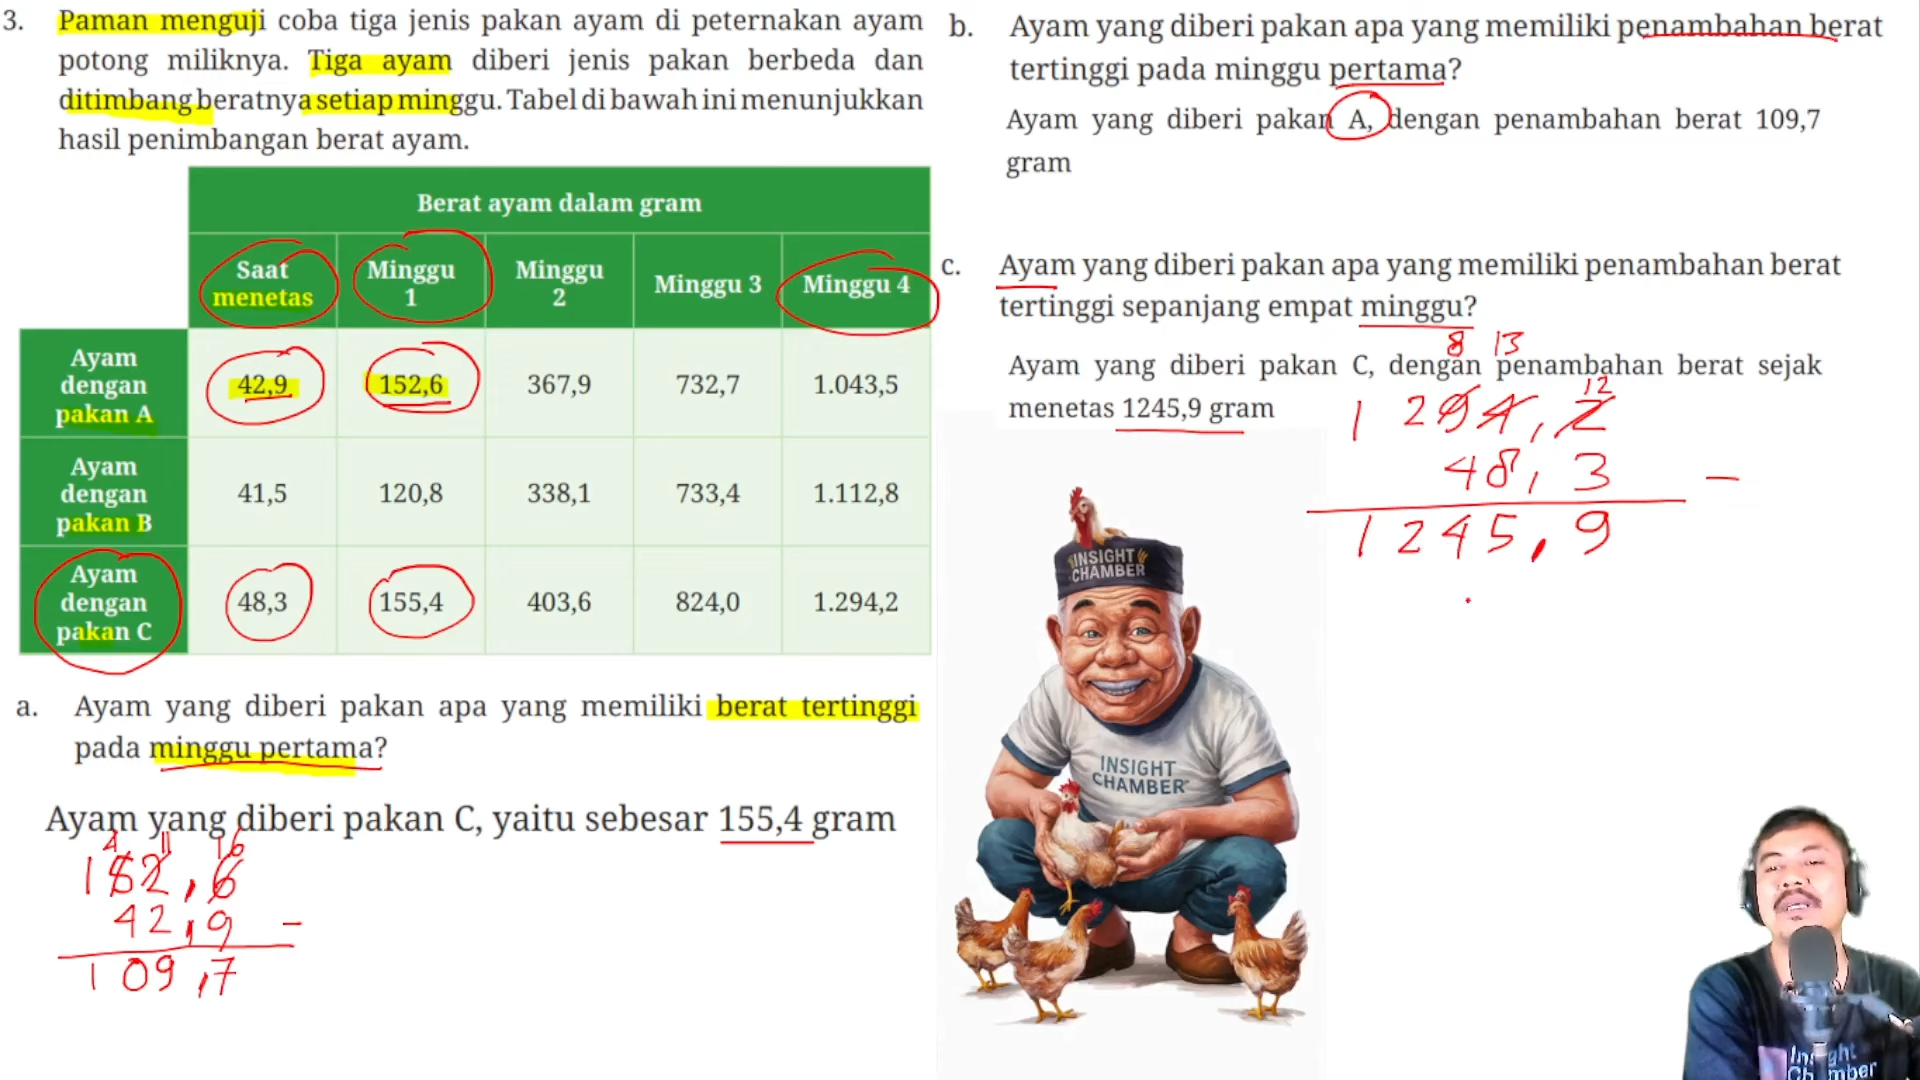 3. Paman menguji coba tiga jenis pakan ayam di peternakan ayam
potong miliknya. Tiga ayam diberi jenis pakan berbeda dan
ditimbang beratnya setiap minggu. Tabel di bawah ini menunjukkan
hasil penimbangan berat ayam.
Berat ayam dalam gram
Saat menetas Minggu 1 Minggu 2 Minggu 3 Minggu 4
Ayam dengan pakan A 42,9 152,6 367,9 732,7 1.043,5
Ayam dengan pakan B 41,5 120,8 338,1 733,4 1.112,8
Ayam dengan pakan C 48,3 155,4 403,6 824,0 1.294,2
a. Ayam yang diberi pakan apa yang memiliki berat tertinggi
pada minggu pertama?
Ayam yang diberi pakan C, yaitu sebesar 155,4 gram
4 11 16
152,6
42,9 –
109,7
b. Ayam yang diberi pakan apa yang memiliki penambahan berat
tertinggi pada minggu pertama?
Ayam yang diberi pakan A, dengan penambahan berat 109,7
gram
c. Ayam yang diberi pakan apa yang memiliki penambahan berat
tertinggi sepanjang empat minggu?
Ayam yang diberi pakan C, dengan penambahan berat sejak
menetas 1245,9 gram
8 13 12
1294,2
48,3 –
1245,9
INSIGHT
CHAMBER
INSIGHT
CHAMBER